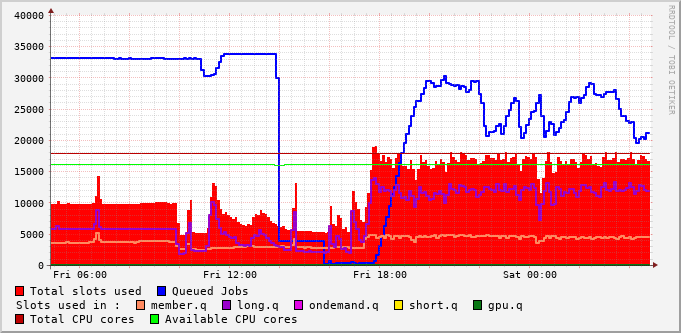 40000
35000
30000
25000
20000
15000
10000
5000
0
Fri 06:00 Fri 12:00 Fri 18:00 Sat 00:00
RRDTOOL / TOBI OETIKER
Total slots used Queued Jobs
Slots used in : member.q long.q ondemand.q short.q gpu.q
Total CPU cores Available CPU cores